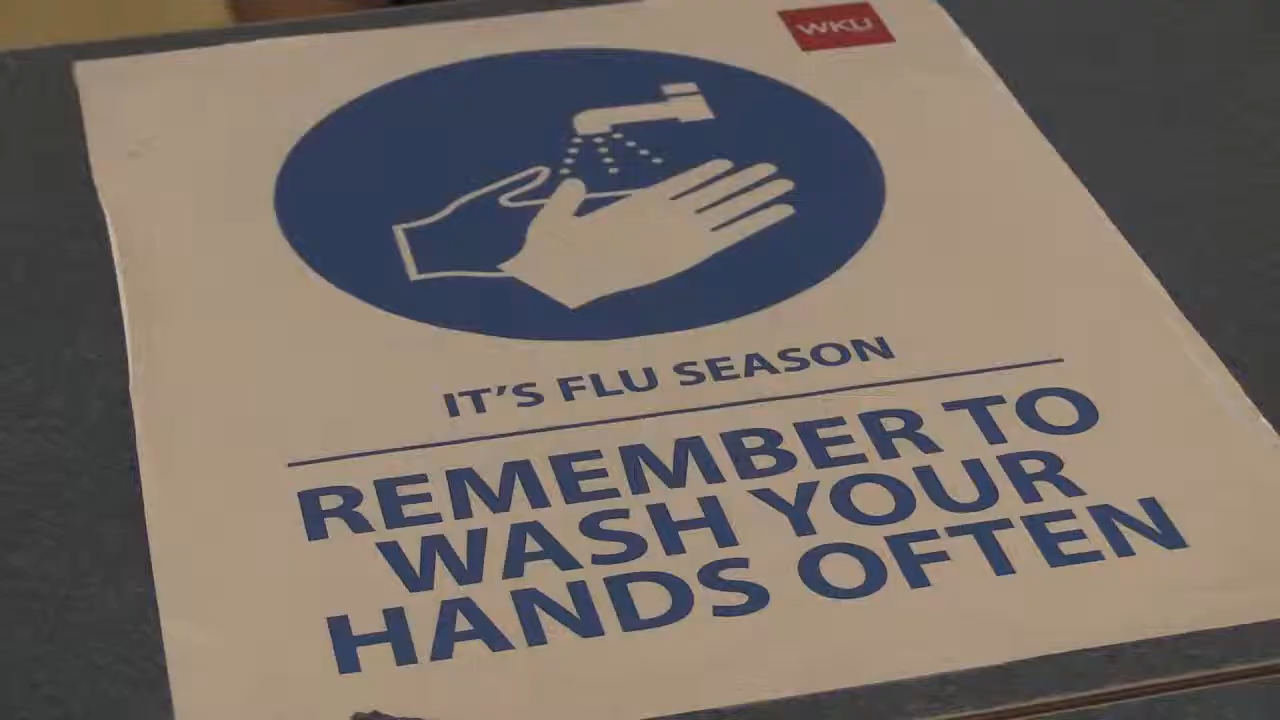 WKU
IT'S FLU SEASON
REMEMBER TO
WASH YOUR
HANDS OFTEN